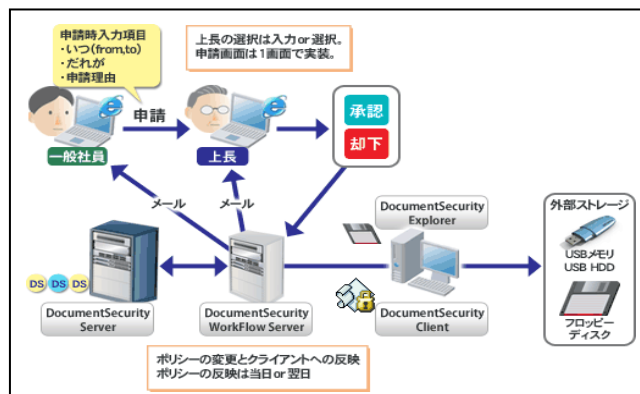 申請時入力項目
・いつ(from,to)
・だれが
・申請理由
上長の選択は入力or選択。
申請画面は1画面で実装。
申請
承認
却下
一般社員
上長
メール
メール
DocumentSecurity
Explorer
外部ストレージ
USBメモリ
USB HDD
フロッピー
ディスク
DS DS DS
DocumentSecurity
Server
DocumentSecurity
WorkFlow Server
DocumentSecurity
Client
ポリシーの変更とクライアントへの反映
ポリシーの反映は当日or翌日